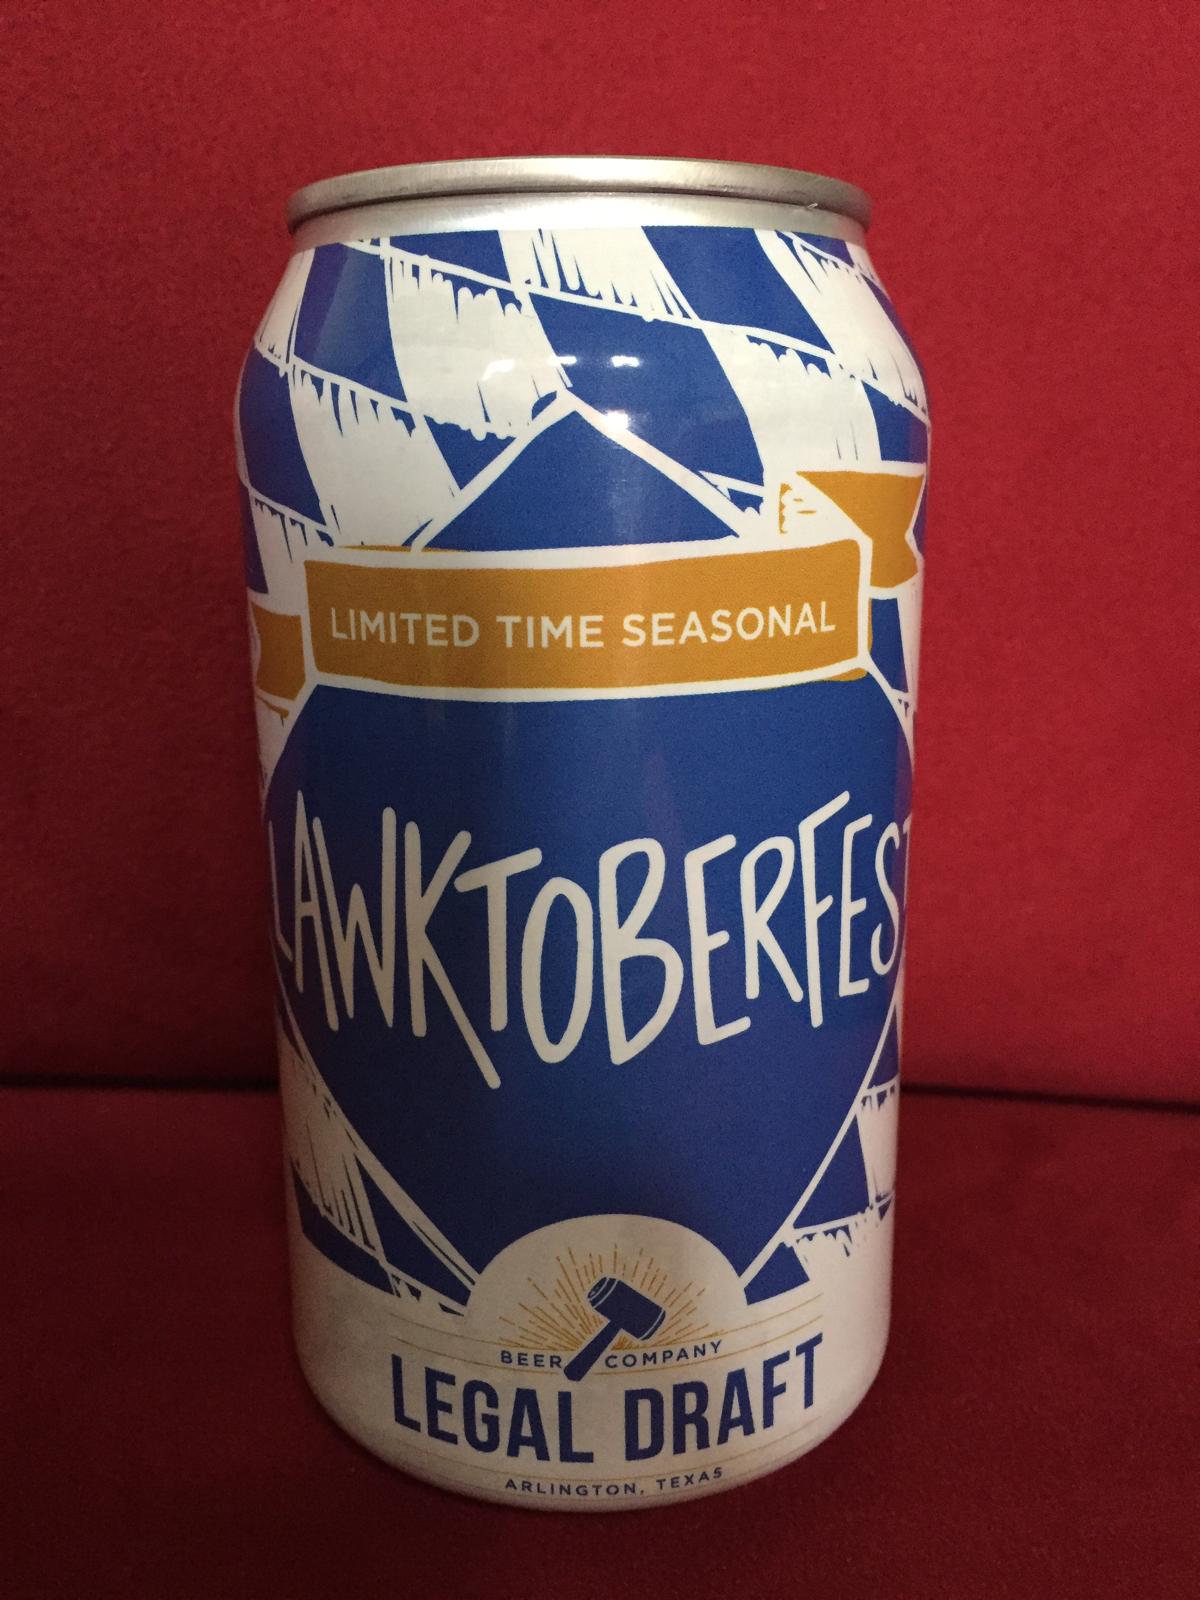 LIMITED TIME SEASONAL
LAWKTOBERFEST
BEER COMPANY
LEGAL DRAFT
ARLINGTON, TEXAS